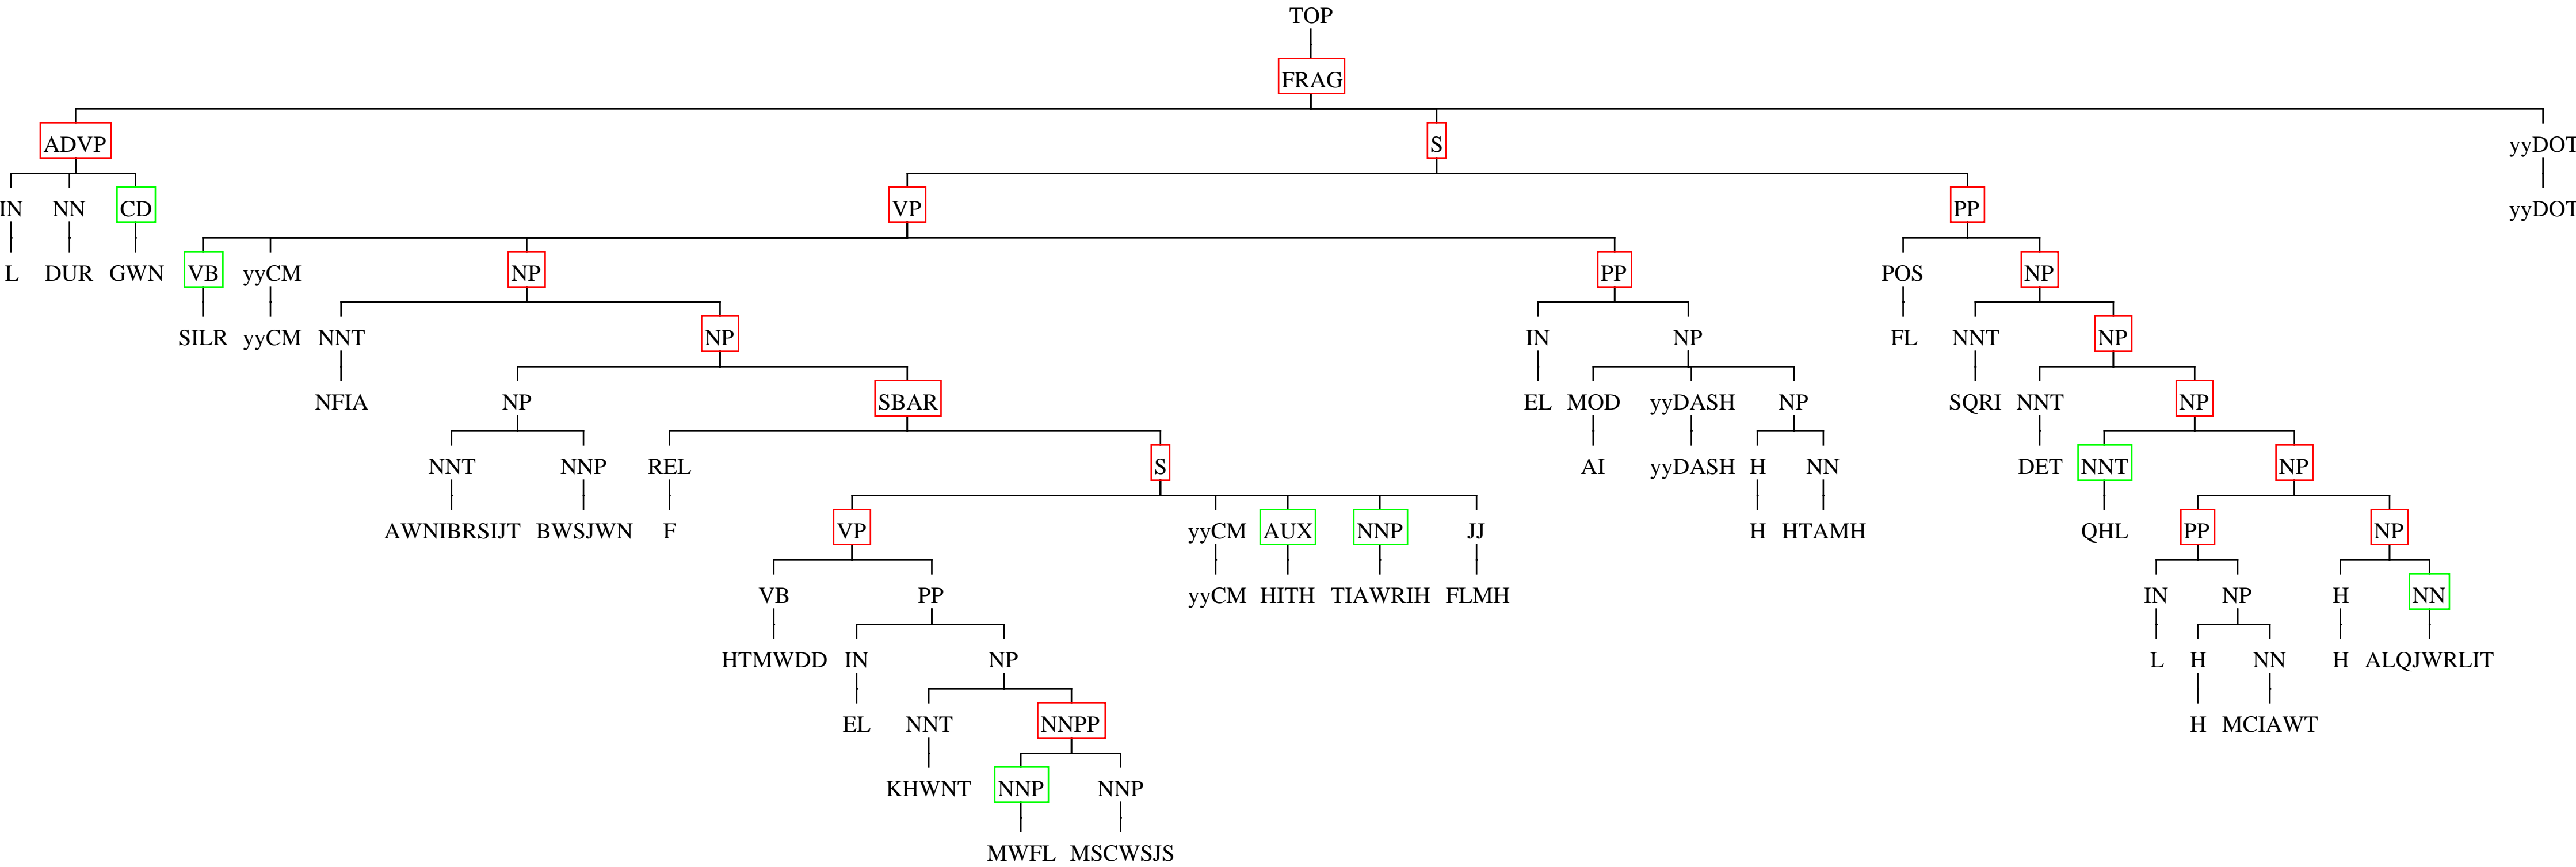 TOP
FRAG
ADVP S yyDOT
IN NN CD VP PP yyDOT
L DUR GWN VB yyCM NP PP POS NP
SILR yyCM NNT NP IN NP FL NNT NP
NFIA NP SBAR EL MOD yyDASH NP SQRI NNT NP
NNT NNP REL S AI yyDASH H NN DET NNT NP
AWNIBRSIJT BWSJWN F VP yyCM AUX NNP JJ H HTAMH QHL PP NP
VB PP yyCM HITH TIAWRIH FLMH IN NP H NN
HTMWDD IN NP L H NN H ALQJWRLIT
EL NNT NNPP H MCIAWT
KHWNT NNP NNP
MWFL MSCWSJS